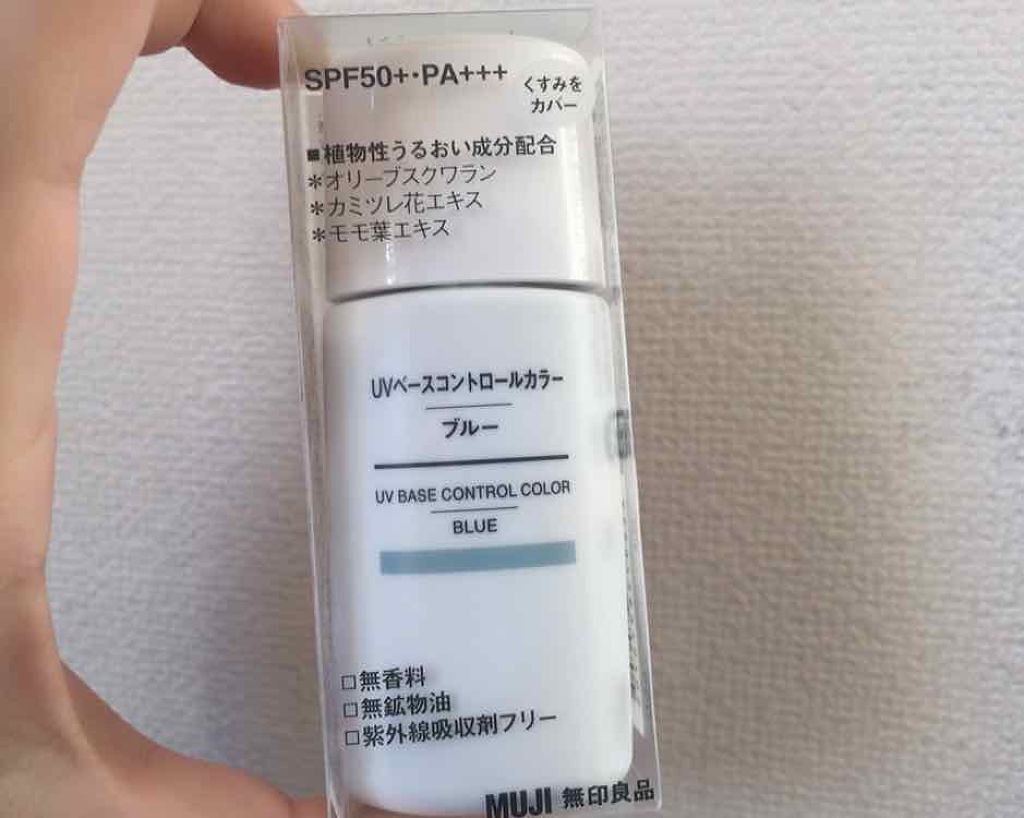 SPF50+・PA+++
くすみを
カバー
■植物性うるおい成分配合
＊オリーブスクワラン
＊カミツレ花エキス
＊モモ葉エキス
UVベースコントロールカラー
ブルー
UV BASE CONTROL COLOR
BLUE
□無香料
□無鉱物油
□紫外線吸収剤フリー
MUJI 無印良品